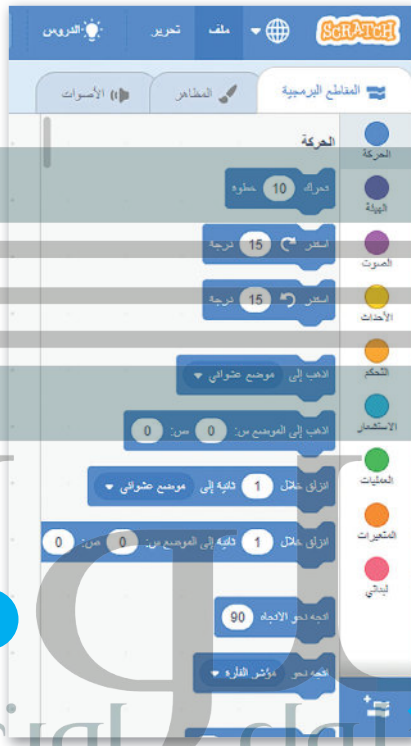 SCRATCH ملف تحرير الدروس
المقاطع البرمجية المظاهر الأصوات
الحركة
الهيئة
الصوت
الأحداث
التحكم
الاستشعار
العمليات
المتغيرات
لبناتي
الحركة
تحرك 10 خطوة
استدر 15 درجة
استدر 15 درجة
اذهب إلى موضع عشوائي
اذهب إلى الموضع س: 0 ص: 0
انزلق خلال 1 ثانية إلى موضع عشوائي
انزلق خلال 1 ثانية إلى الموضع س: 0 ص: 0
اتجه نحو الاتجاه 90
اتجه نحو مؤشر الفأرة